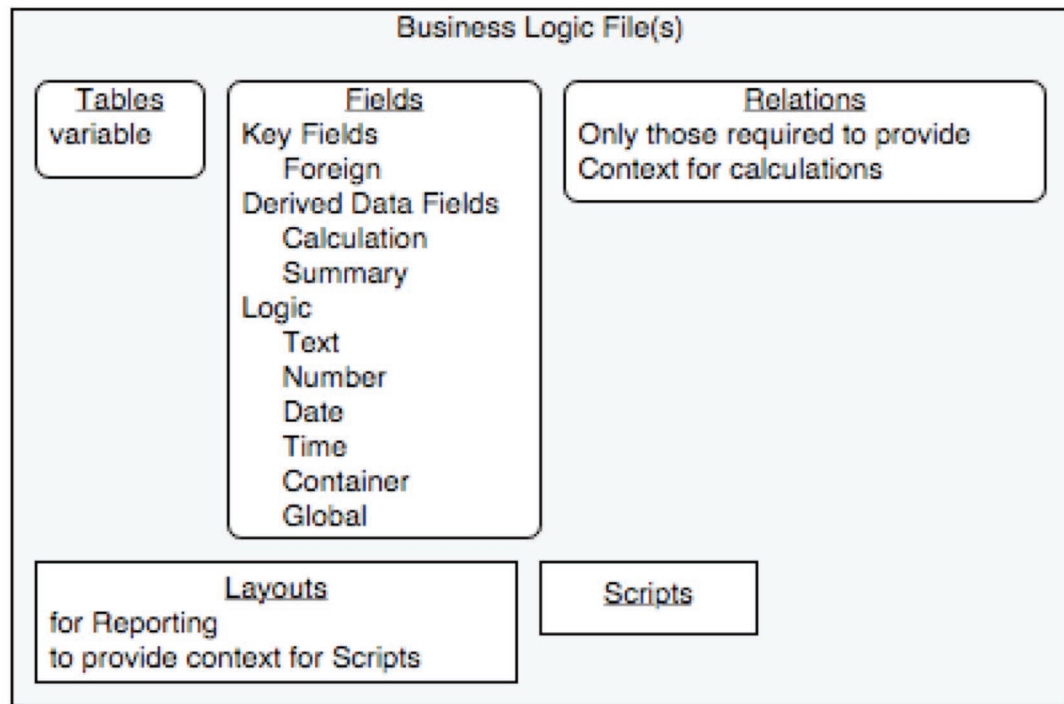 Business Logic File(s)
Tables
variable
Fields
Key Fields
Foreign
Derived Data Fields
Calculation
Summary
Logic
Text
Number
Date
Time
Container
Global
Relations
Only those required to provide
Context for calculations
Layouts
for Reporting
to provide context for Scripts
Scripts